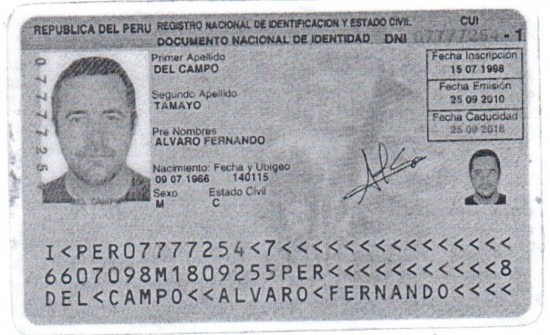 REPUBLICA DEL PERU REGISTRO NACIONAL DE IDENTIFICACION Y ESTADO CIVIL CUI
DOCUMENTO NACIONAL DE IDENTIDAD DNI 07777254 - 1
Primer Apellido
DEL CAMPO
Segundo Apellido
TAMAYO
Pre Nombres
ALVARO FERNANDO
Nacimiento: Fecha y Ubigeo
09 07 1966 140115
Sexo Estado Civil
M C
Fecha Inscripción
15 07 1998
Fecha Emisión
25 09 2010
Fecha Caducidad
25 09 2018
0777725
I<PER07777254<7<<<<<<<<<<<<<<<
6607098M1809255PER<<<<<<<<<<<8
DEL<CAMPO<<ALVARO<FERNANDO<<<<